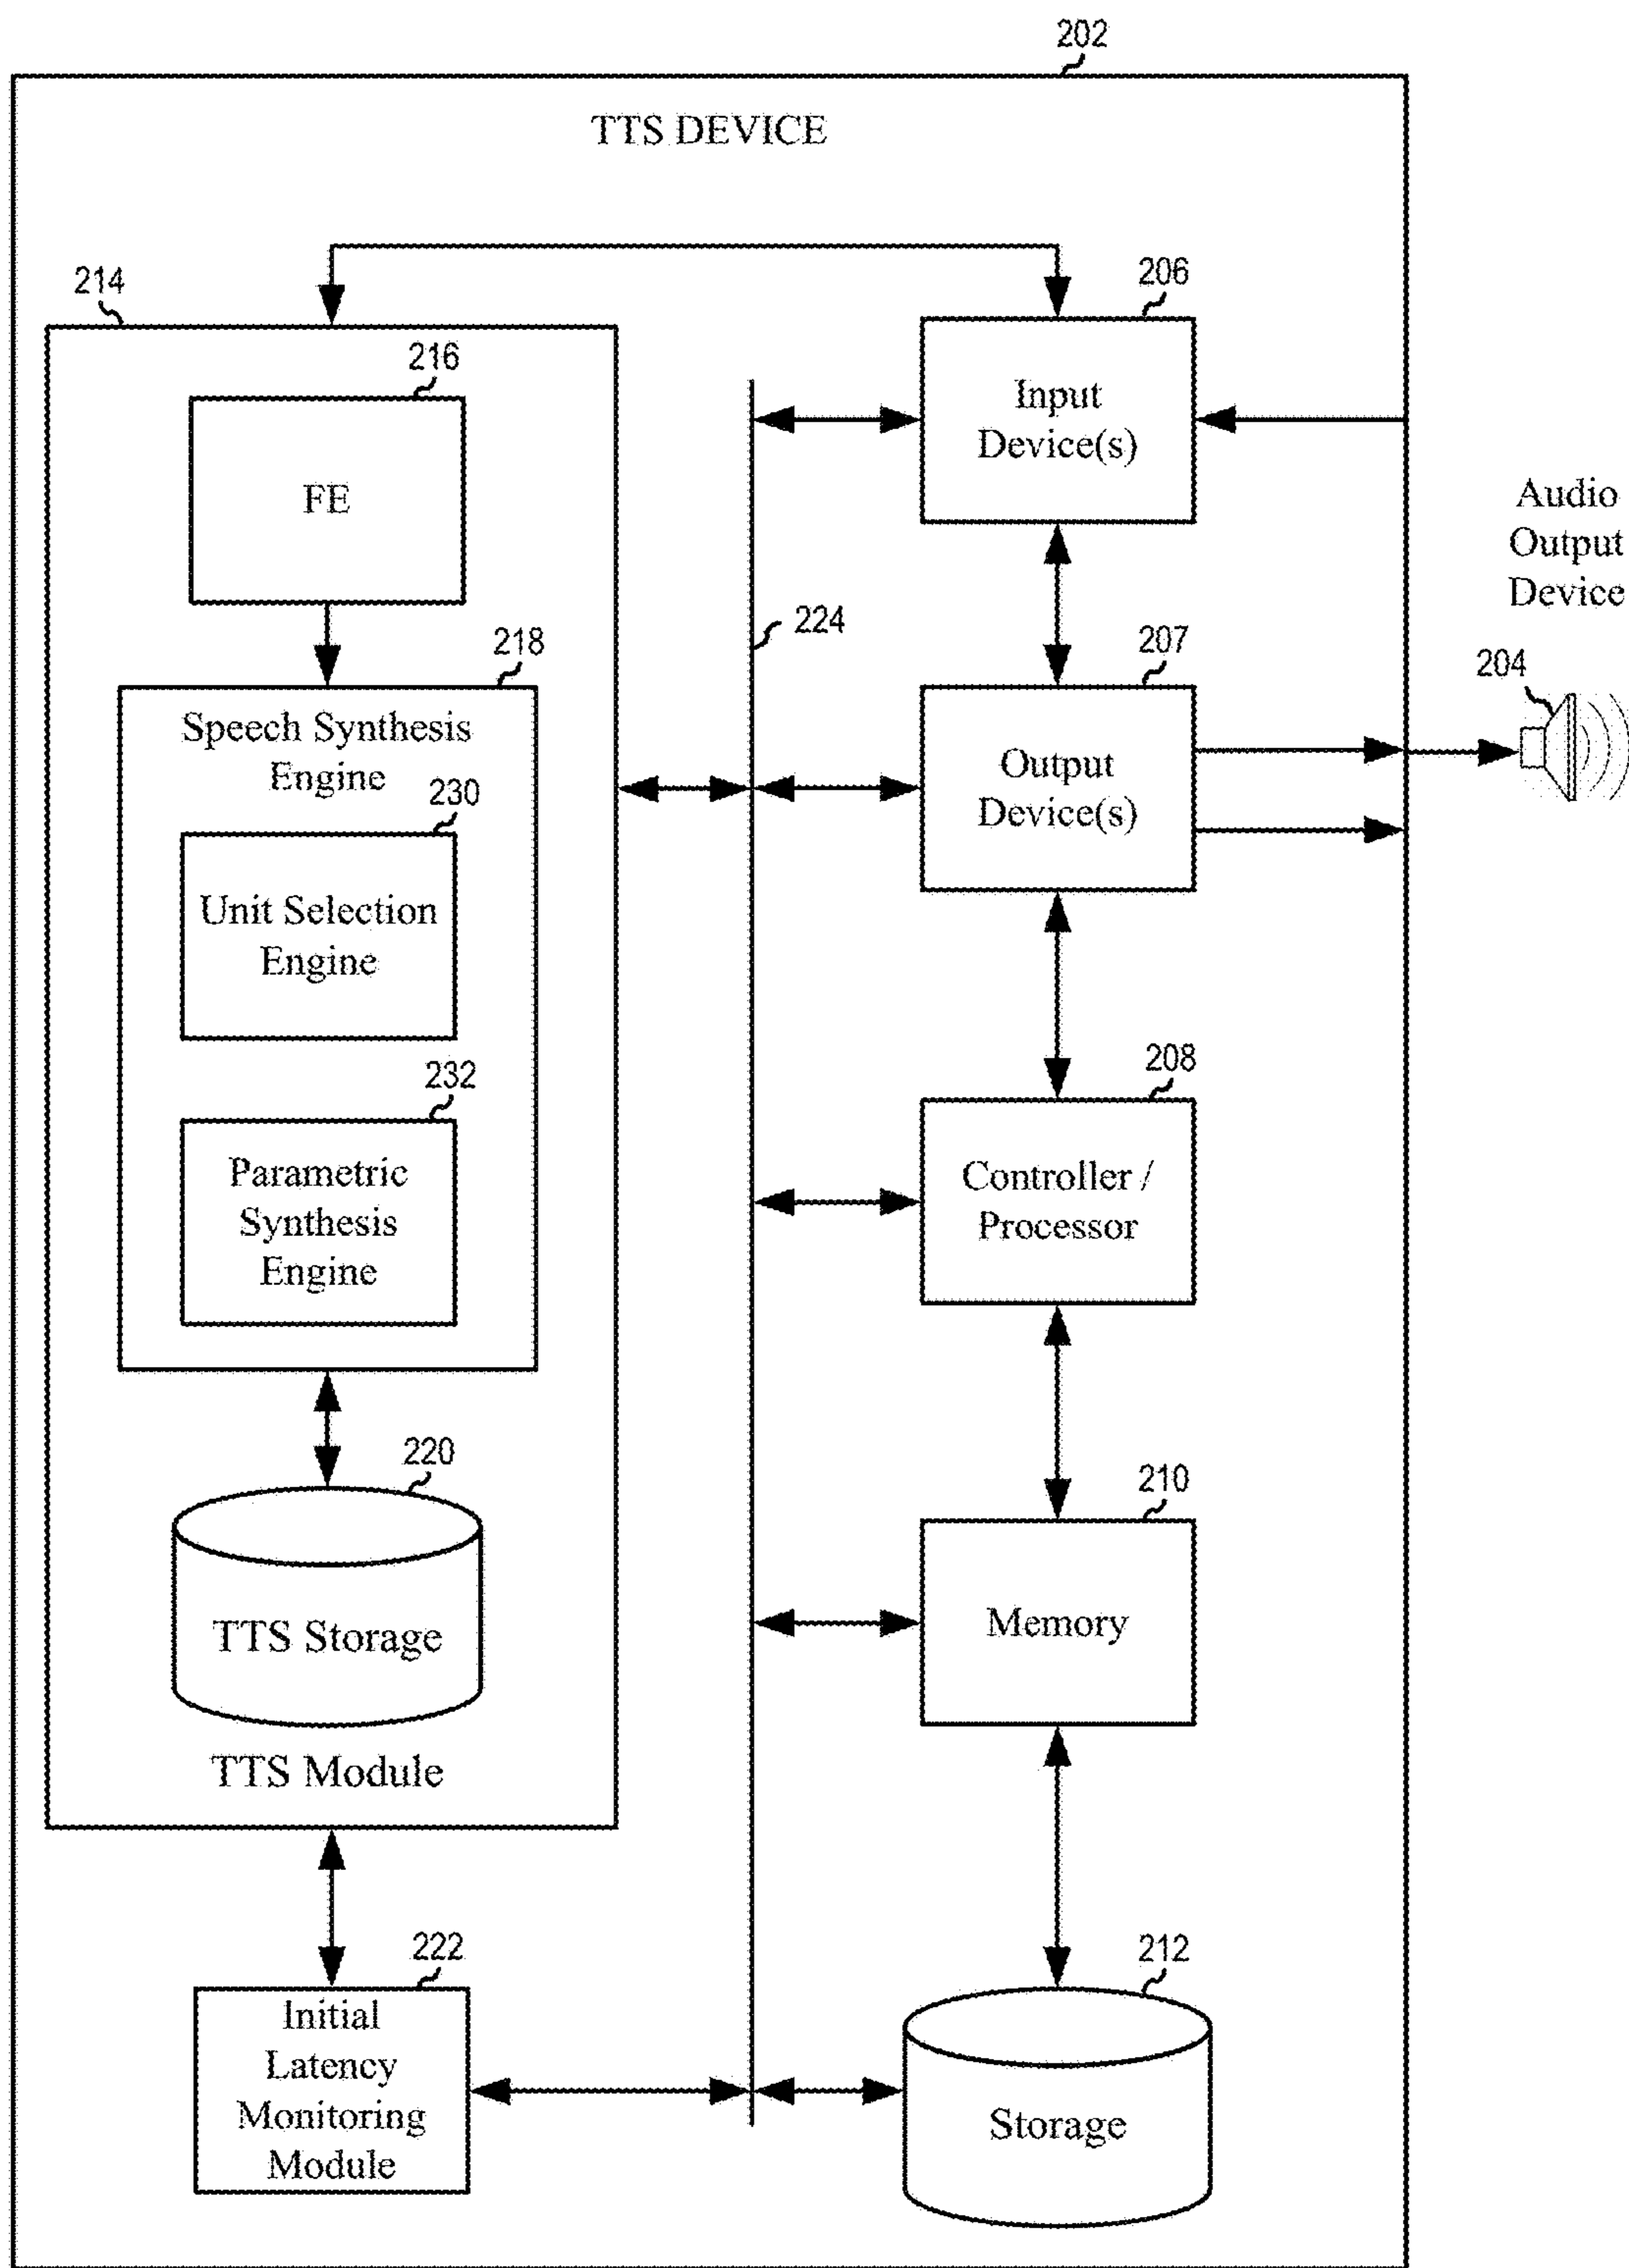 202
TTS DEVICE
214
206
216
Input
Device(s)
FE
Audio
Output
Device
224
207
204
218
Speech Synthesis
Engine
Output
Device(s)
230
Unit Selection
Engine
208
232
Controller /
Processor
Parametric
Synthesis
Engine
220
210
TTS Storage
Memory
TTS Module
222
212
Initial
Latency
Monitoring
Module
Storage